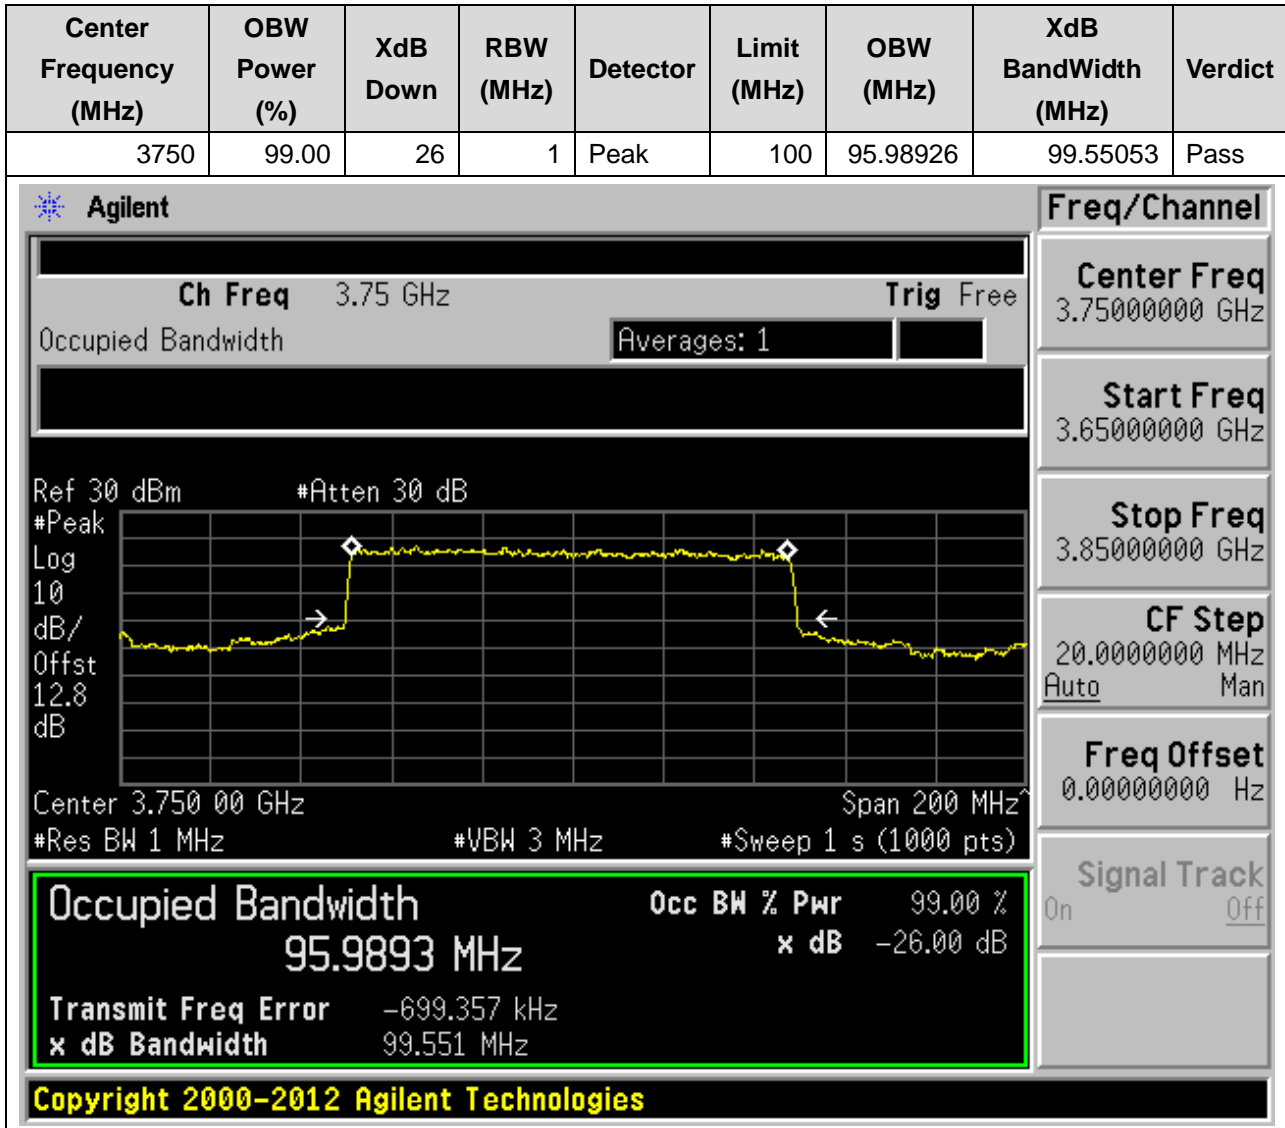 Center Frequency (MHz) OBW Power (%) XdB Down RBW (MHz) Detector Limit (MHz) OBW (MHz) XdB BandWidth (MHz) Verdict
3750 99.00 26 1 Peak 100 95.98926 99.55053 Pass
Agilent
Freq/Channel
Ch Freq 3.75 GHz Trig Free
Occupied Bandwidth Averages: 1
Center Freq
3.75000000 GHz
Start Freq
3.65000000 GHz
Stop Freq
3.85000000 GHz
CF Step
20.0000000 MHz
Auto Man
Freq Offset
0.00000000 Hz
Signal Track
On Off
Ref 30 dBm #Atten 30 dB
#Peak
Log
10
dB/
Offst
12.8
dB
Center 3.750 00 GHz Span 200 MHz^
#Res BW 1 MHz #VBW 3 MHz #Sweep 1 s (1000 pts)
Occupied Bandwidth Occ BW % Pwr 99.00 %
95.9893 MHz x dB -26.00 dB
Transmit Freq Error -699.357 kHz
x dB Bandwidth 99.551 MHz
Copyright 2000-2012 Agilent Technologies